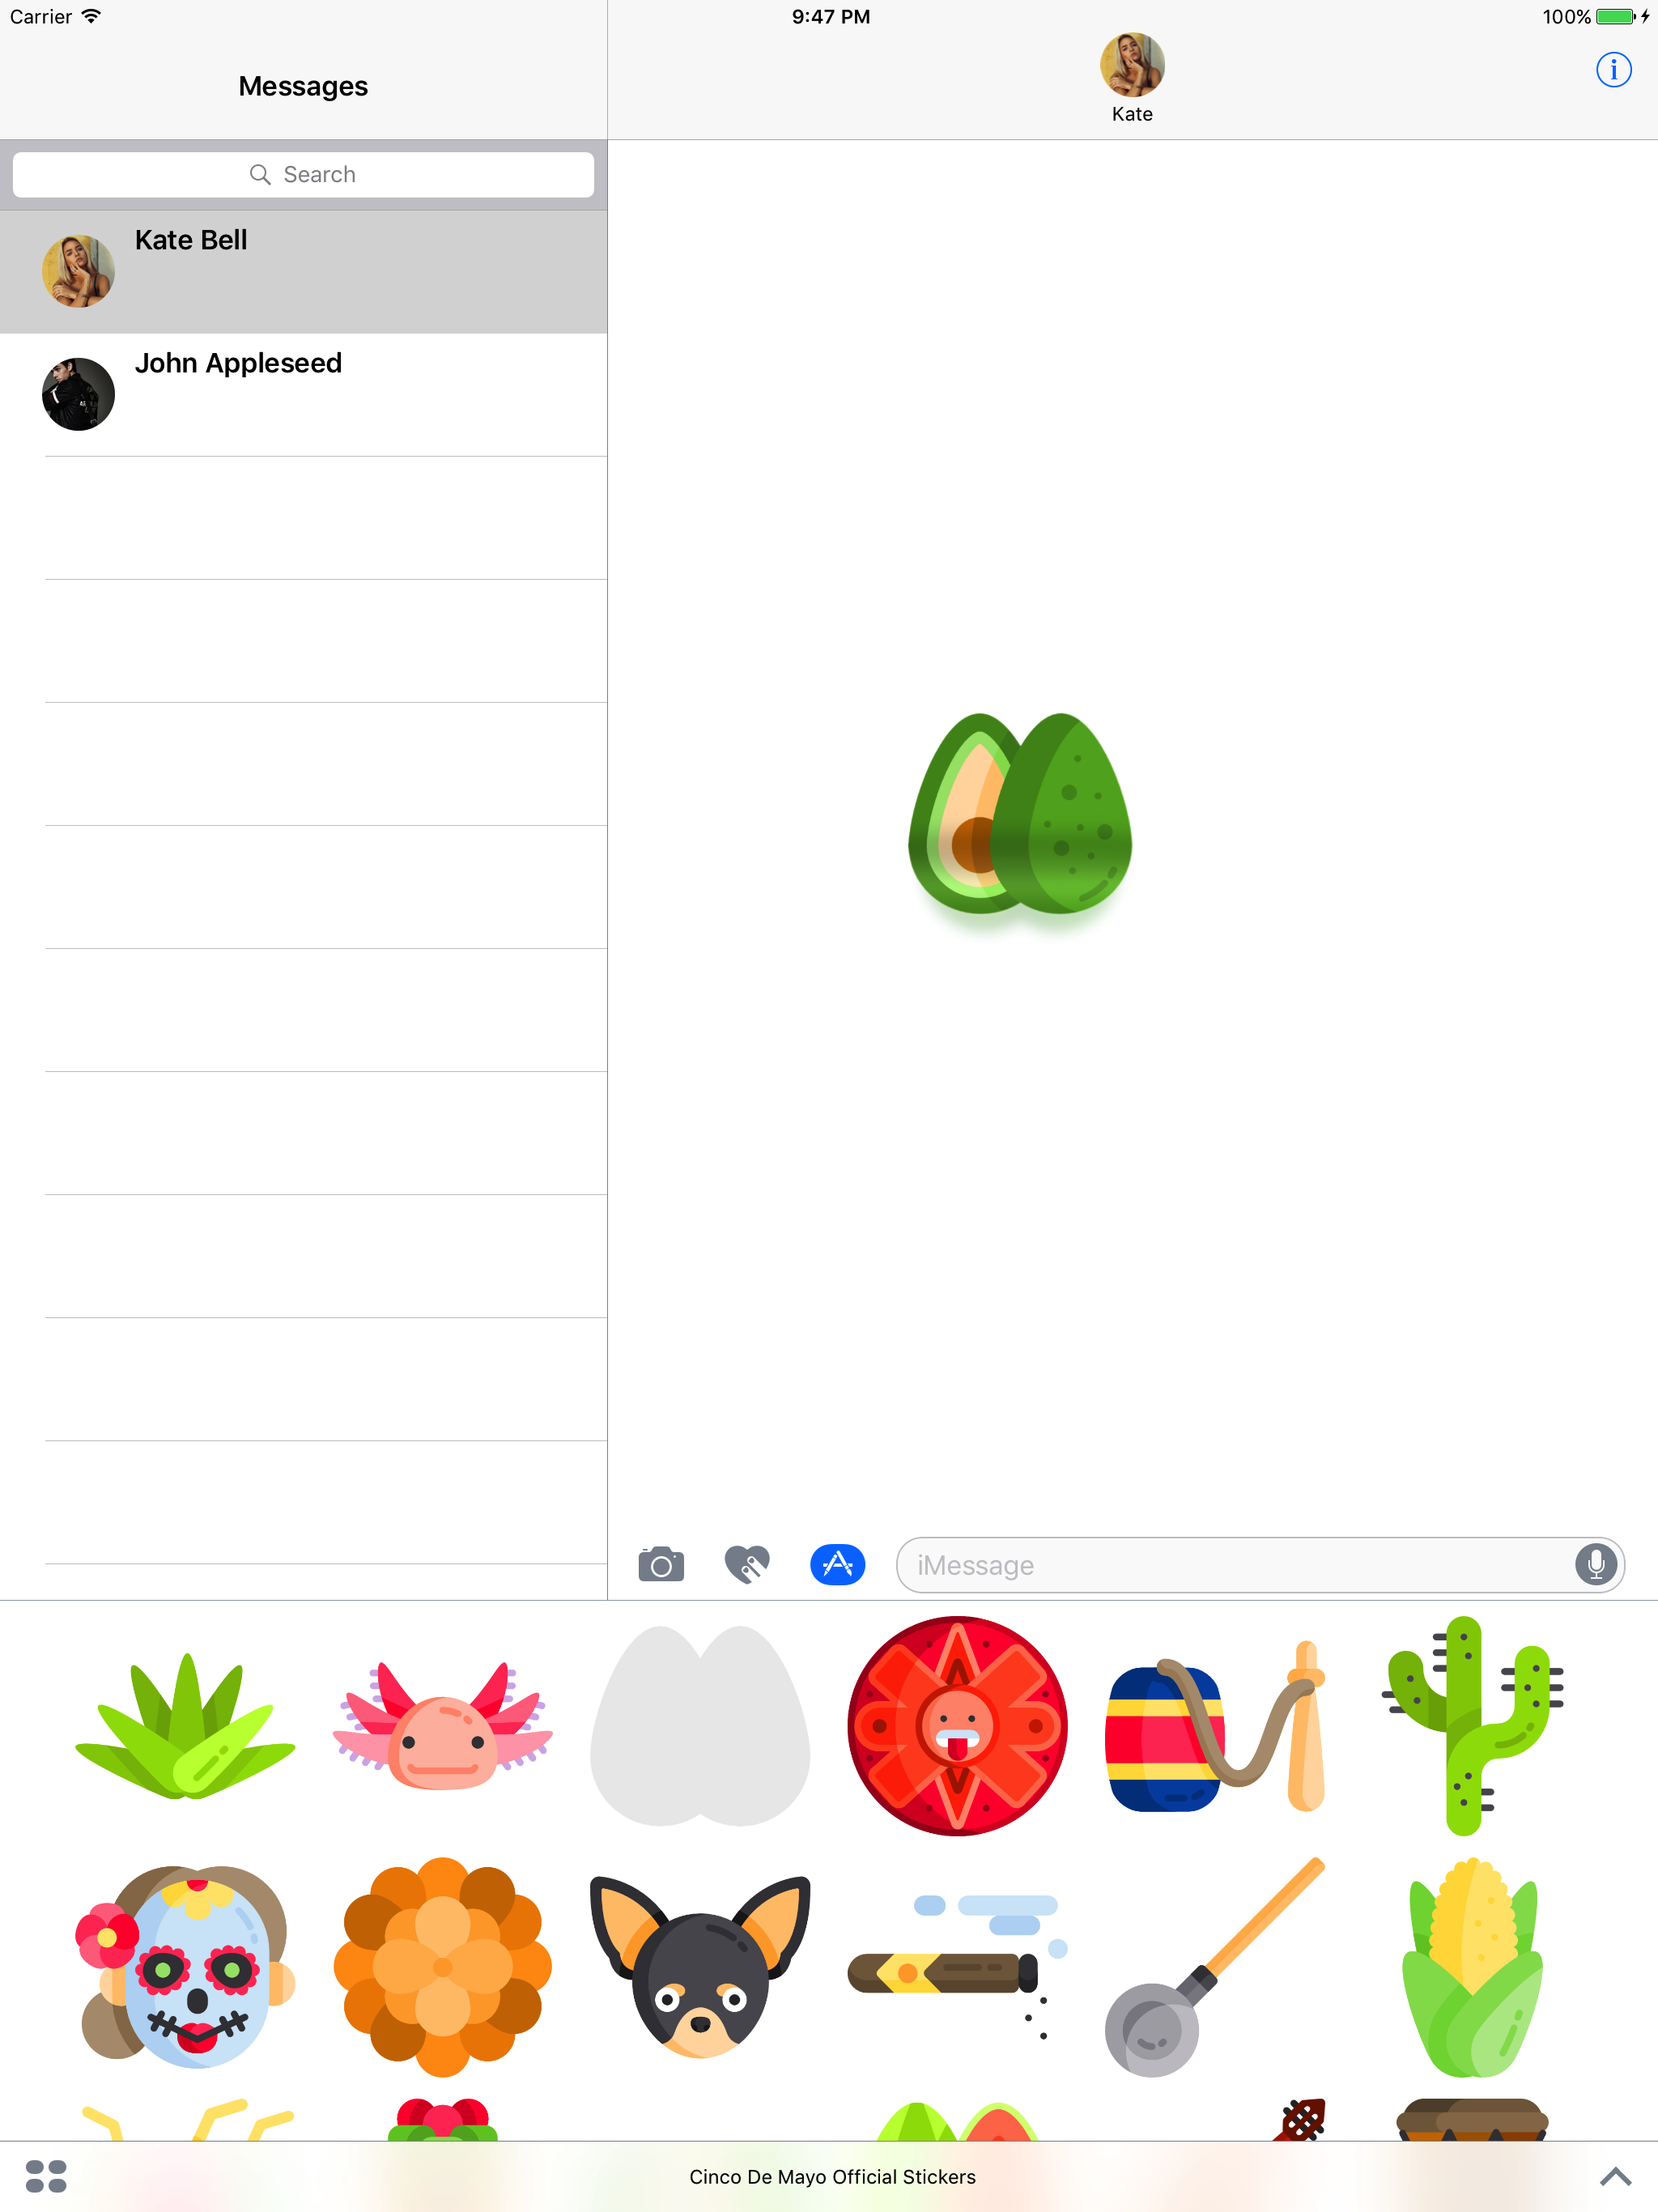 Carrier
9:47 PM
100%
Messages
Kate
Search
Kate Bell
John Appleseed
iMessage
Cinco De Mayo Official Stickers